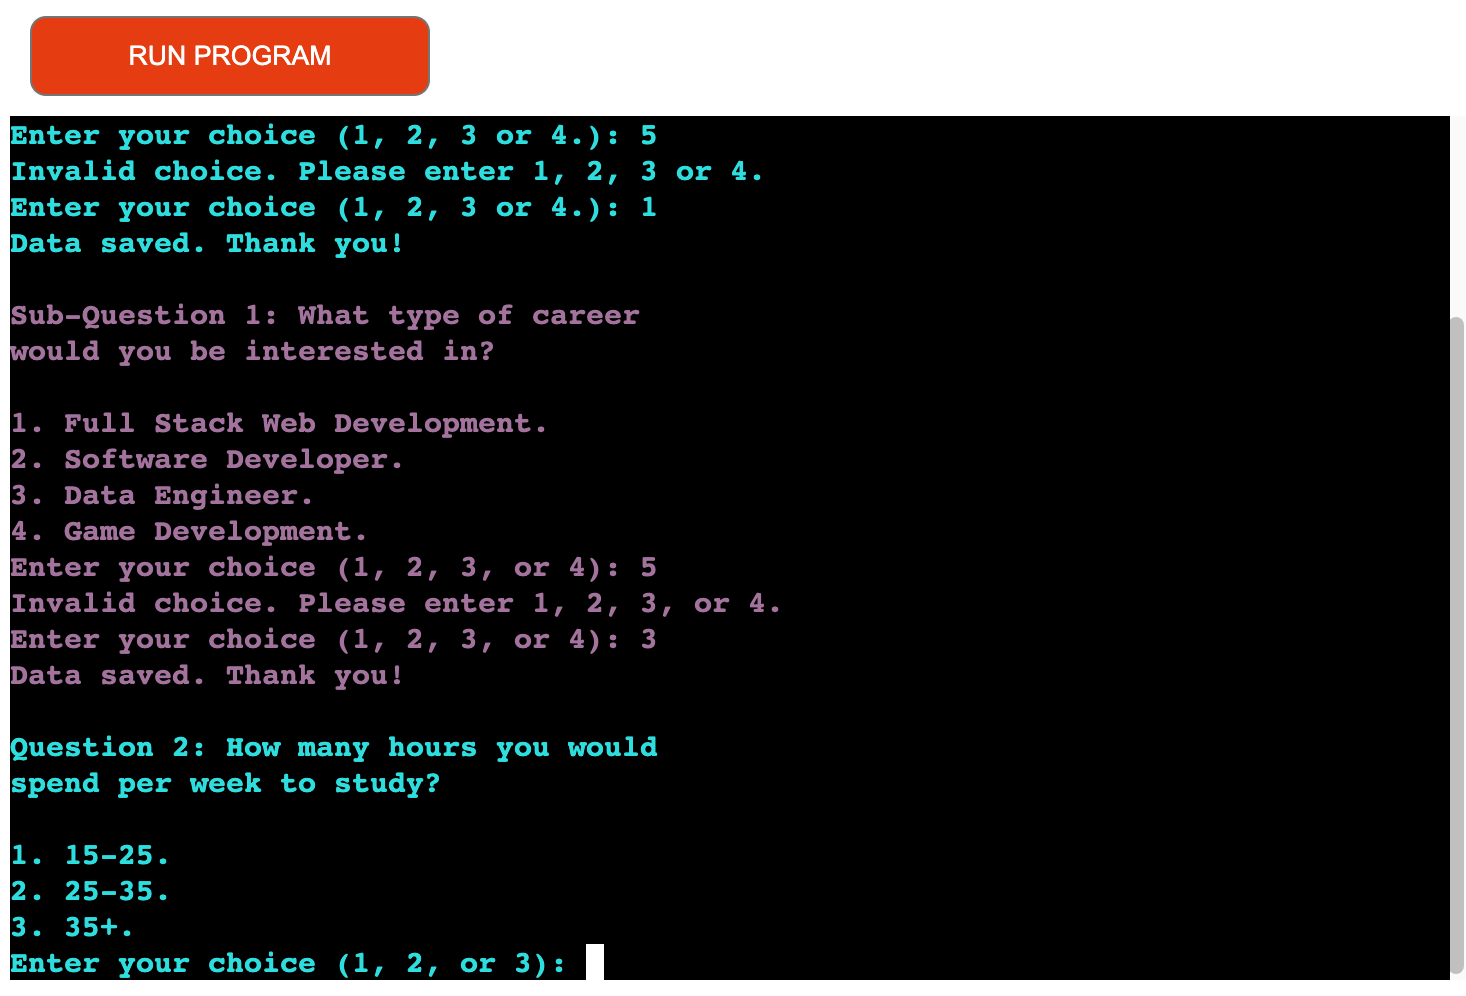 RUN PROGRAM
Enter your choice (1, 2, 3 or 4.): 5
Invalid choice. Please enter 1, 2, 3 or 4.
Enter your choice (1, 2, 3 or 4.): 1
Data saved. Thank you!
Sub-Question 1: What type of career
would you be interested in?
1. Full Stack Web Development.
2. Software Developer.
3. Data Engineer.
4. Game Development.
Enter your choice (1, 2, 3, or 4): 5
Invalid choice. Please enter 1, 2, 3, or 4.
Enter your choice (1, 2, 3, or 4): 3
Data saved. Thank you!
Question 2: How many hours you would
spend per week to study?
1. 15-25.
2. 25-35.
3. 35+.
Enter your choice (1, 2, or 3):